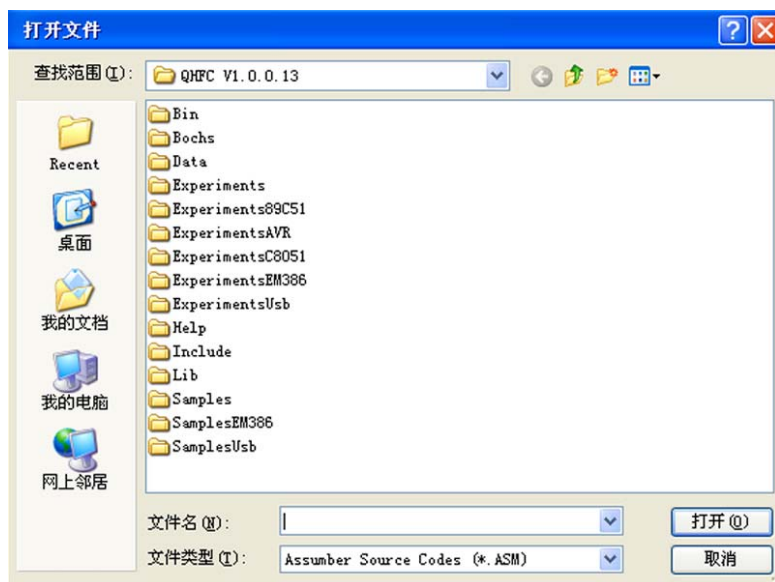 打开文件
查找范围(I):
QHFC V1.0.0.13
Recent
桌面
我的文档
我的电脑
网上邻居
Bin
Bochs
Data
Experiments
Experiments89C51
ExperimentsAVR
ExperimentsC8051
ExperimentsEM386
ExperimentsUsb
Help
Include
Lib
Samples
SamplesEM386
SamplesUsb
文件名(N):
打开(O)
文件类型(T):
Assumber Source Codes (*.ASM)
取消